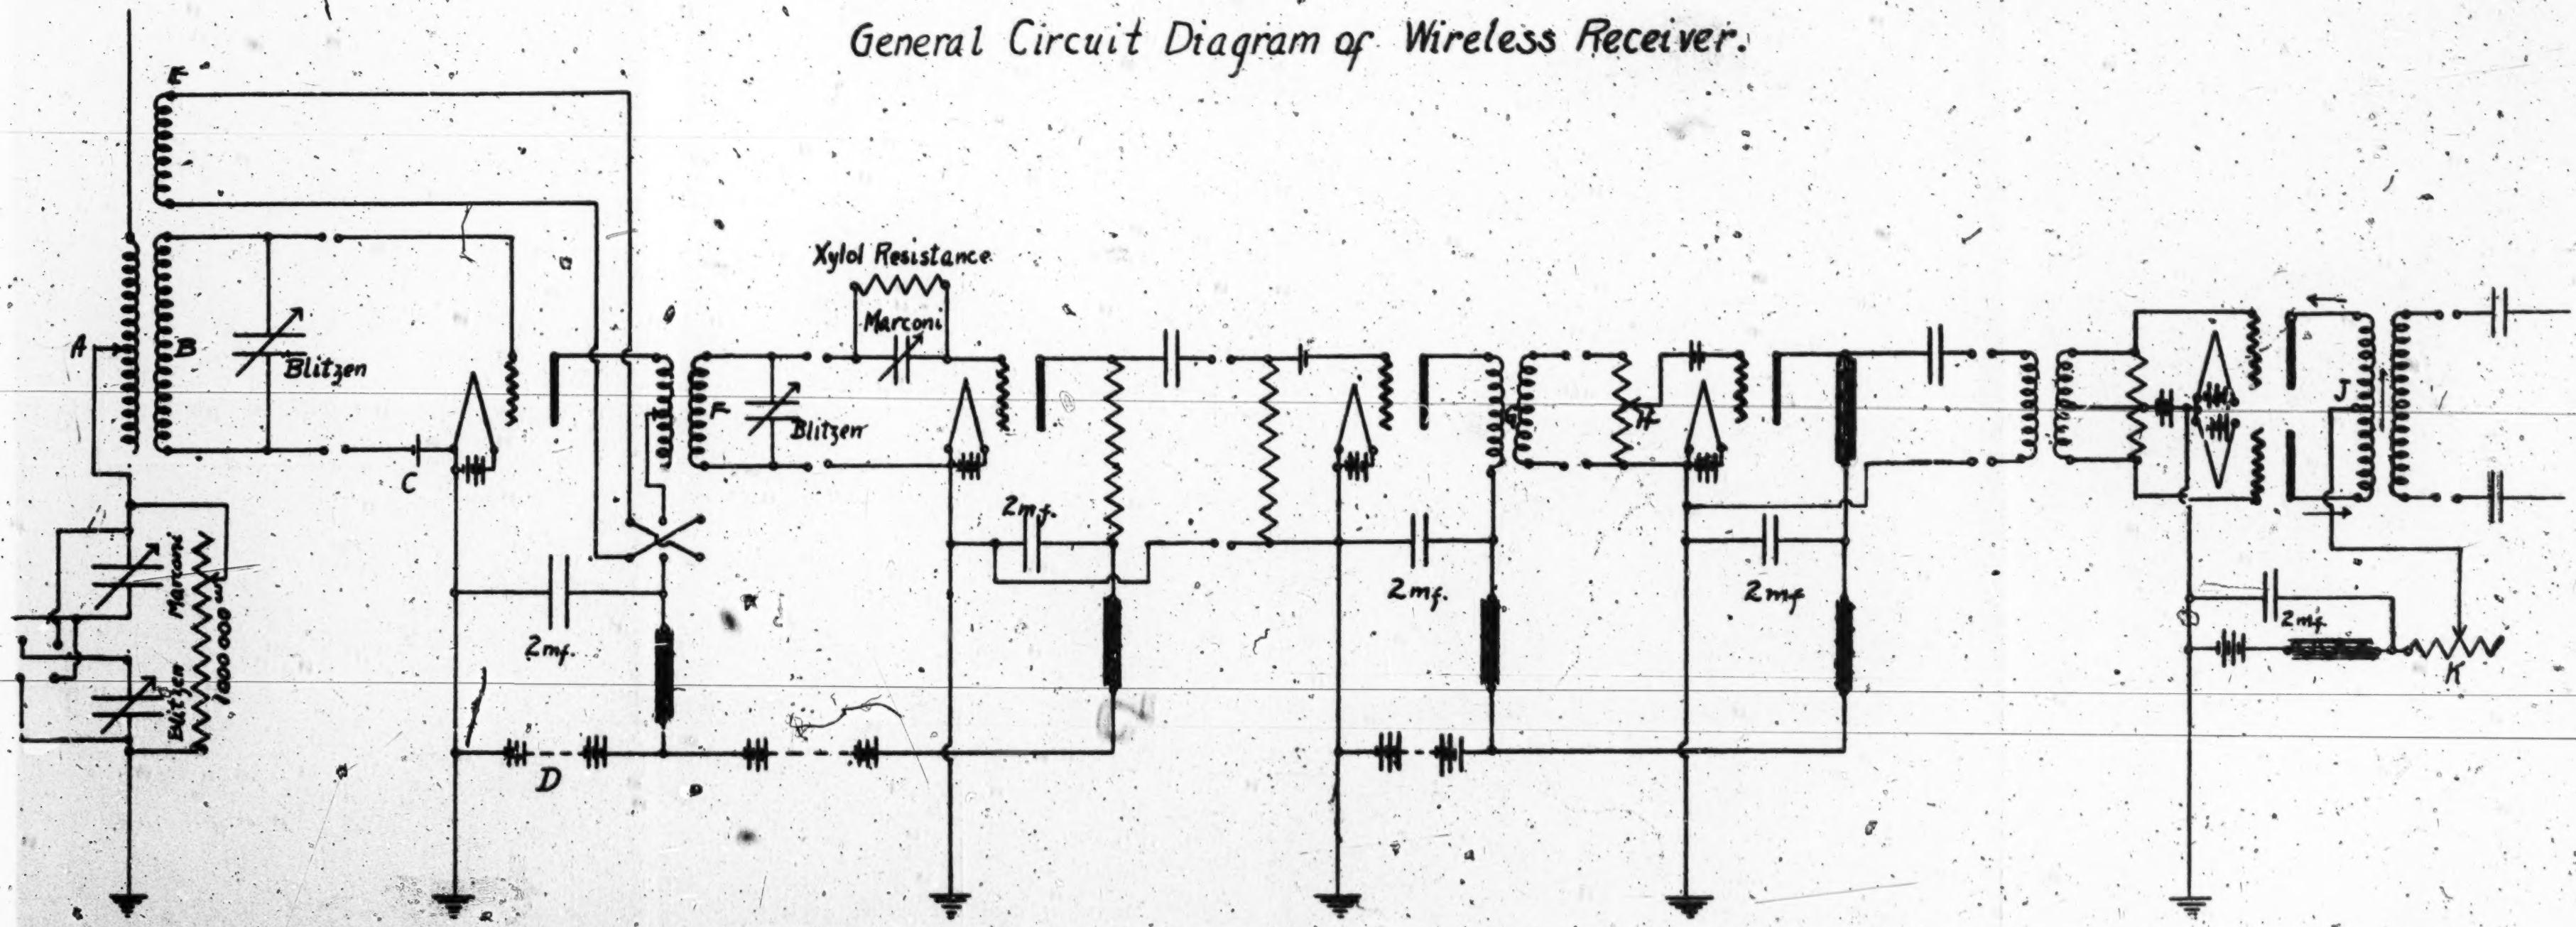 General Circuit Diagram of Wireless Receiver.
F
A
B
Blitzen
C
Marconi
1000000 ω
Blitzen
2mf.
D
F
Blitzen
Xylol Resistance
Marconi
2mf.
2mf.
G
H
2mf
J
2mf.
K